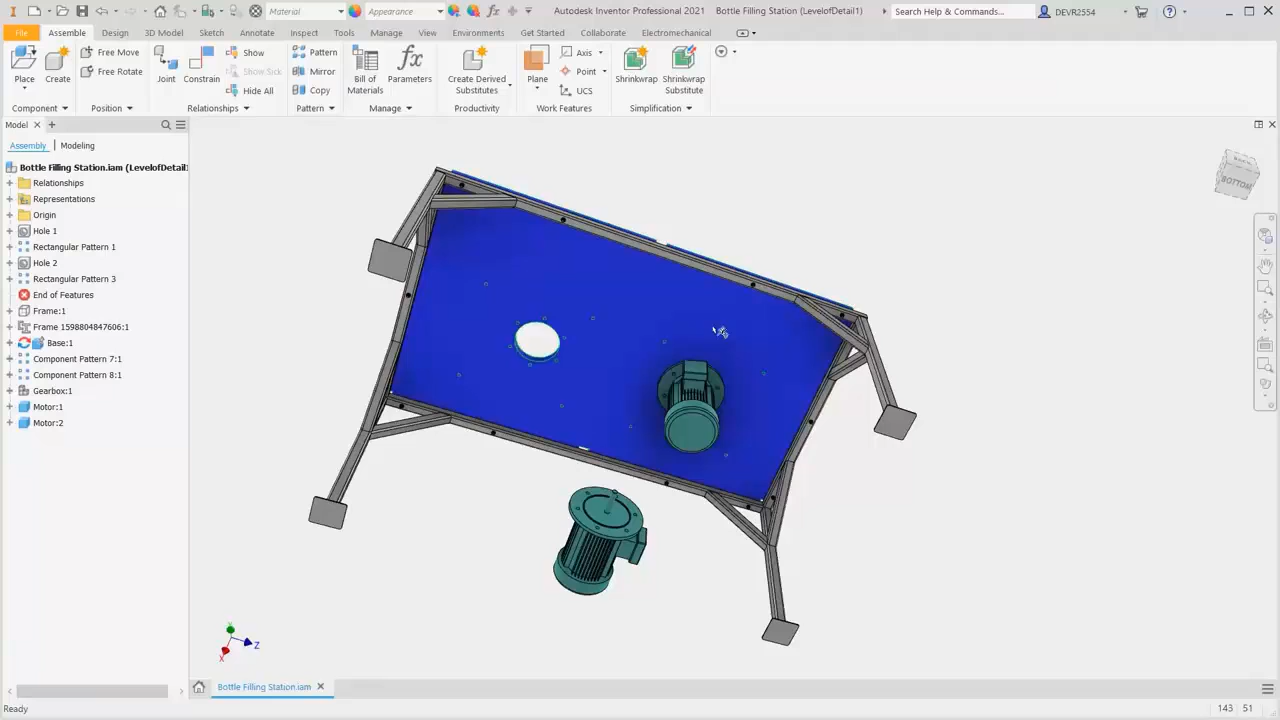 Material
Appearance
Autodesk Inventor Professional 2021 Bottle Filling Station (LevelofDetail1)
Search Help & Commands...
DEVR2554
File Assemble Design 3D Model Sketch Annotate Inspect Tools Manage View Environments Get Started Collaborate Electromechanical
Place
Create
Free Move
Free Rotate
Component
Position
Joint
Constrain
Show
Show Sick
Hide All
Relationships
Pattern
Mirror
Copy
Pattern
Bill of
Materials
fx
Parameters
Manage
Create Derived
Substitutes
Productivity
Plane
Axis
Point
UCS
Work Features
Shrinkwrap
Shrinkwrap
Substitute
Simplification
Model
Assembly
Modeling
Bottle Filling Station.iam (LevelofDetail1
Relationships
Representations
Origin
Hole 1
Rectangular Pattern 1
Hole 2
Rectangular Pattern 3
End of Features
Frame:1
Frame 1598804847606:1
Base:1
Component Pattern 7:1
Component Pattern 8:1
Gearbox:1
Motor:1
Motor:2
BOTTOM
Y
Z
X
Bottle Filling Station.iam
Ready
143 51